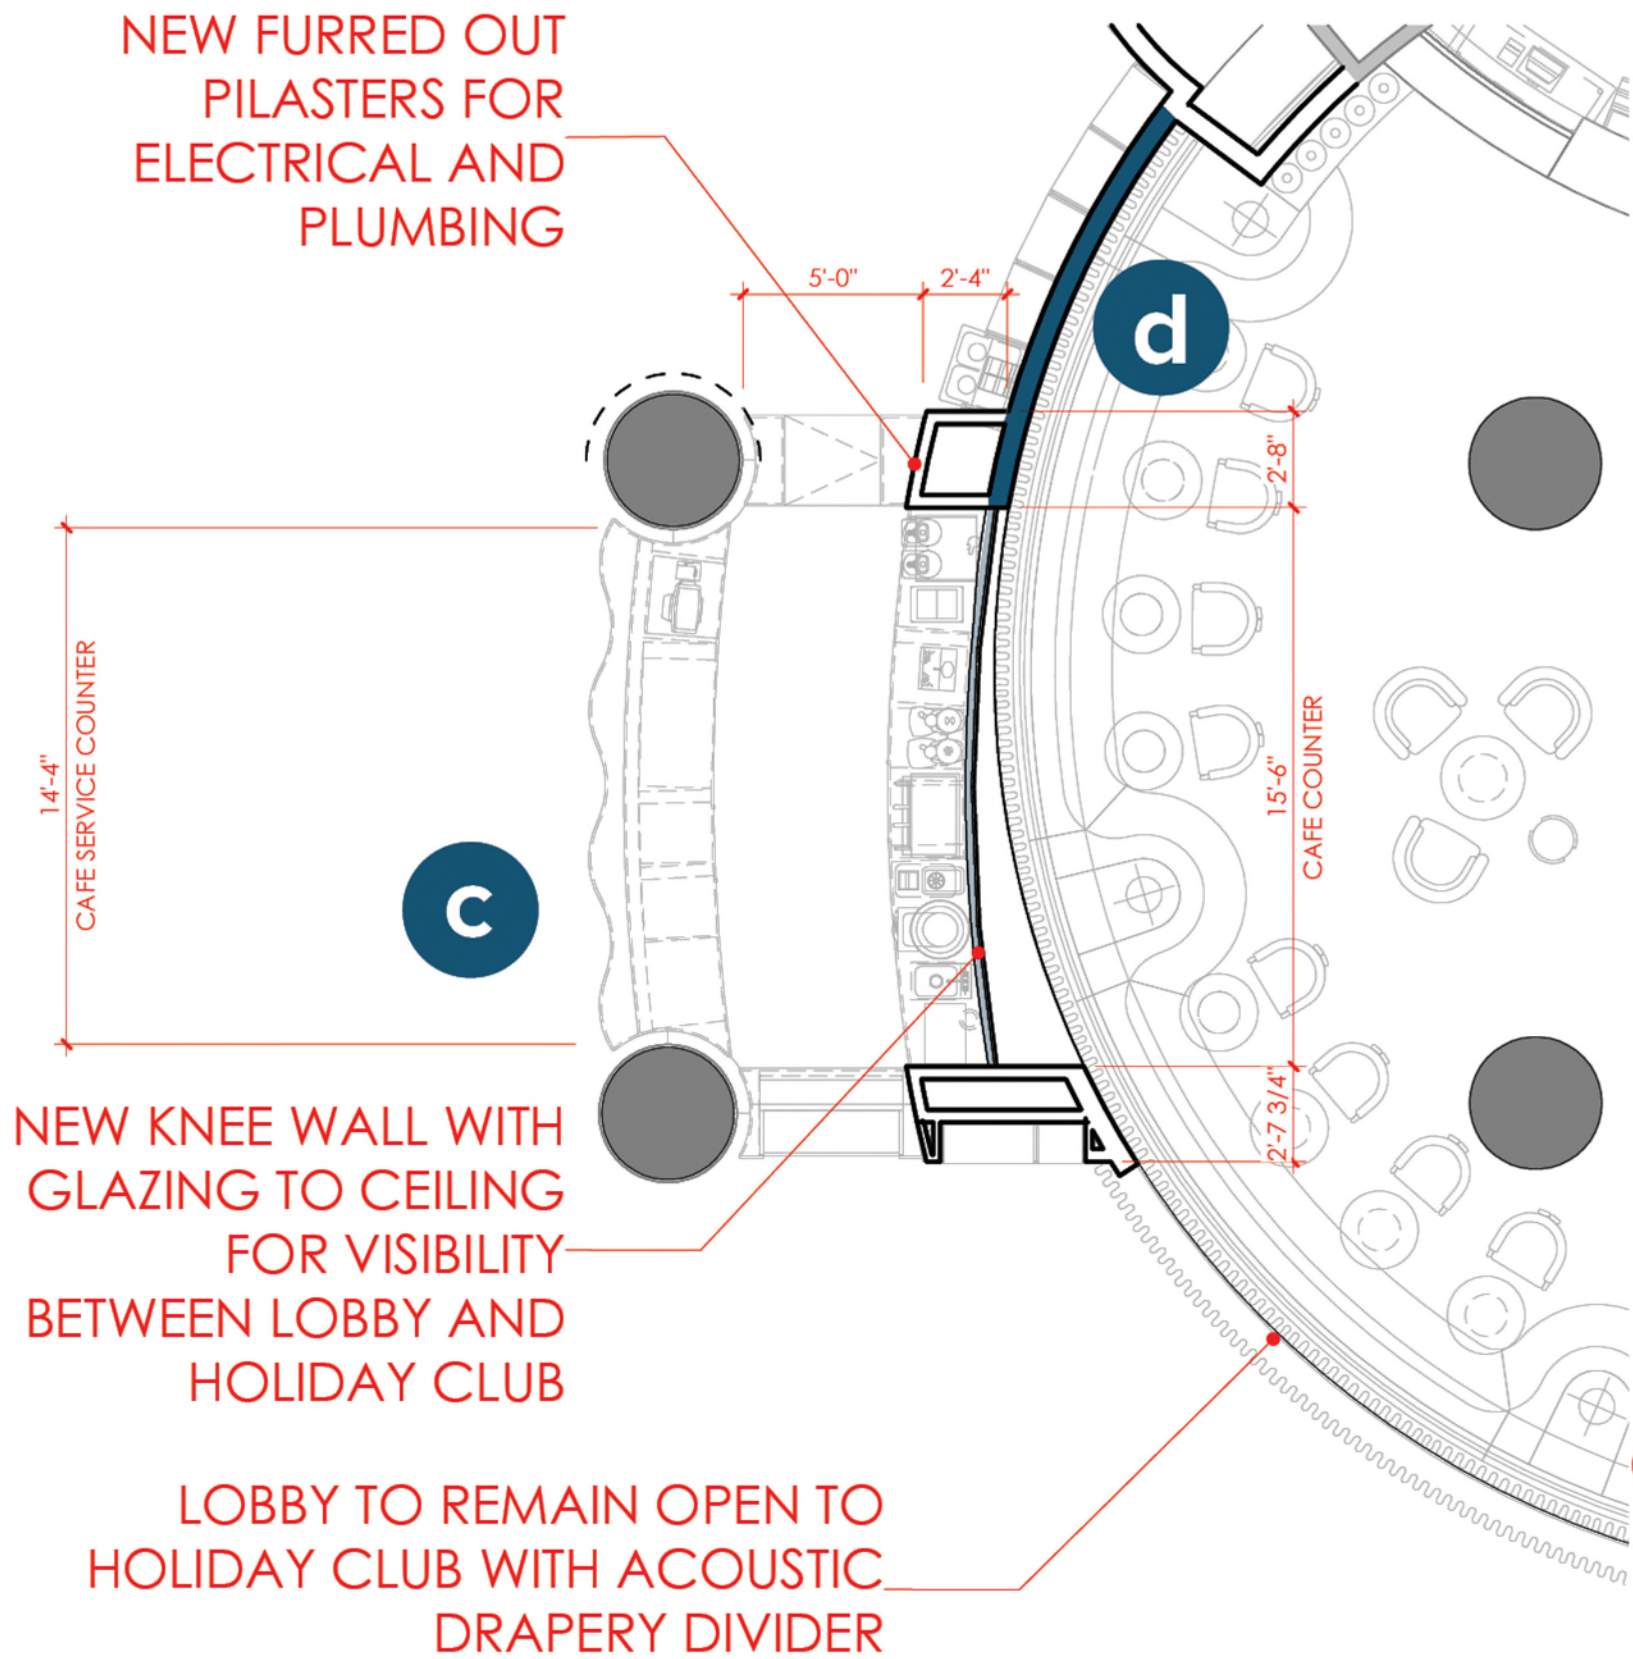 NEW FURRED OUT
PILASTERS FOR
ELECTRICAL AND
PLUMBING
5'-0"
2'-4"
d
2'-8"
14'-4"
CAFE SERVICE COUNTER
15'-6"
CAFE COUNTER
c
2'-7 3/4"
NEW KNEE WALL WITH
GLAZING TO CEILING
FOR VISIBILITY
BETWEEN LOBBY AND
HOLIDAY CLUB
LOBBY TO REMAIN OPEN TO
HOLIDAY CLUB WITH ACOUSTIC
DRAPERY DIVIDER